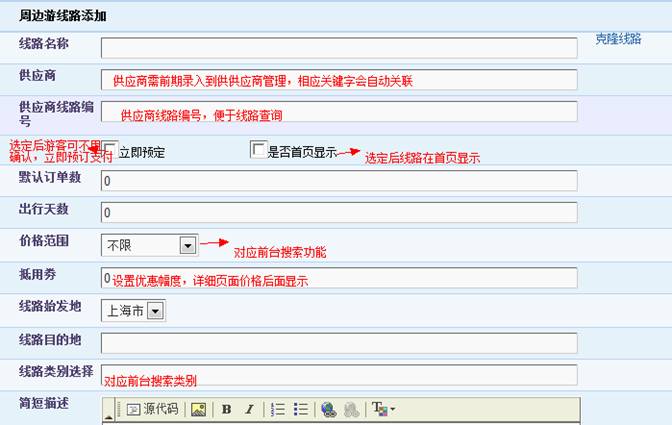 周边游线路添加
线路名称
克隆线路
供应商
供应商需前期录入到供供应商管理，相应关键字会自动关联
供应商线路编号
供应商线路编号，便于线路查询
选定后游客可不用
确认，立即预订支付
立即预定
是否首页显示
选定后线路在首页显示
默认订单数
0
出行天数
0
价格范围
不限
对应前台搜索功能
抵用券
0
设置优惠幅度，详细页面价格后面显示
线路始发地
上海市
线路目的地
线路类别选择
对应前台搜索类别
简短描述
源代码
B I